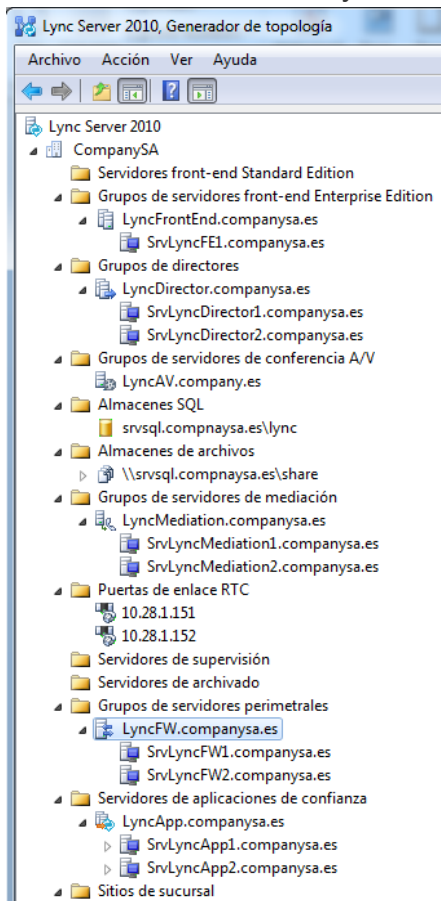 Lync Server 2010, Generador de topología
Archivo Acción Ver Ayuda
Lync Server 2010
CompanySA
Servidores front-end Standard Edition
Grupos de servidores front-end Enterprise Edition
LyncFrontEnd.companysa.es
SrvLyncFE1.companysa.es
Grupos de directores
LyncDirector.companysa.es
SrvLyncDirector1.companysa.es
SrvLyncDirector2.companysa.es
Grupos de servidores de conferencia A/V
LyncAV.company.es
Almacenes SQL
srvsql.compnaysa.es\lync
Almacenes de archivos
\\srvsql.compnaysa.es\share
Grupos de servidores de mediación
LyncMediation.companysa.es
SrvLyncMediation1.companysa.es
SrvLyncMediation2.companysa.es
Puertas de enlace RTC
10.28.1.151
10.28.1.152
Servidores de supervisión
Servidores de archivado
Grupos de servidores perimetrales
LyncFW.companysa.es
SrvLyncFW1.companysa.es
SrvLyncFW2.companysa.es
Servidores de aplicaciones de confianza
LyncApp.companysa.es
SrvLyncApp1.companysa.es
SrvLyncApp2.companysa.es
Sitios de sucursal